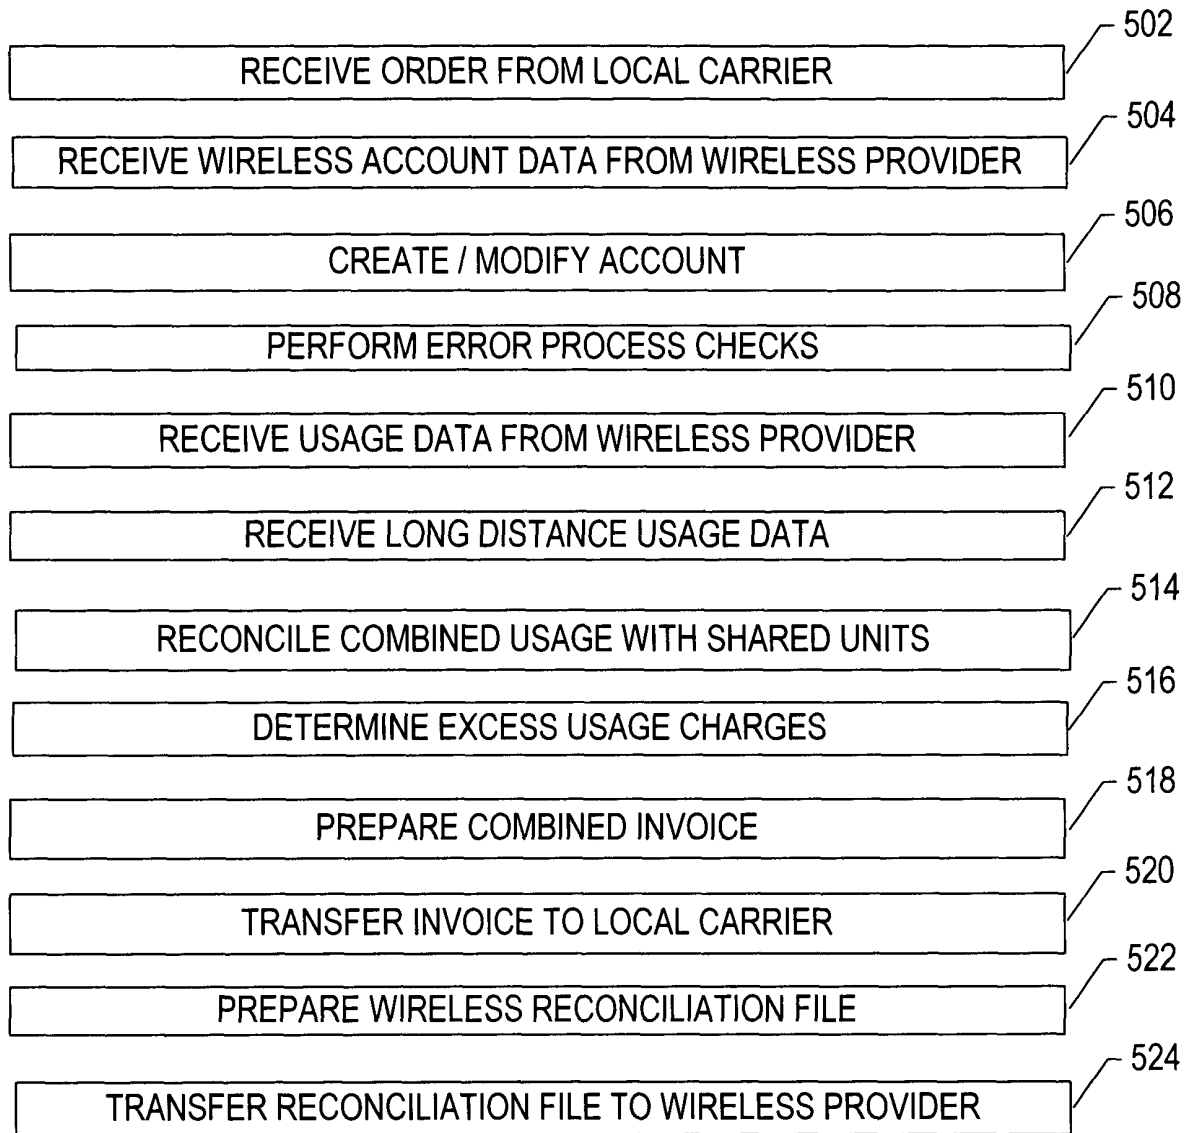 502
RECEIVE ORDER FROM LOCAL CARRIER
504
RECEIVE WIRELESS ACCOUNT DATA FROM WIRELESS PROVIDER
506
CREATE / MODIFY ACCOUNT
508
PERFORM ERROR PROCESS CHECKS
510
RECEIVE USAGE DATA FROM WIRELESS PROVIDER
512
RECEIVE LONG DISTANCE USAGE DATA
514
RECONCILE COMBINED USAGE WITH SHARED UNITS
516
DETERMINE EXCESS USAGE CHARGES
518
PREPARE COMBINED INVOICE
520
TRANSFER INVOICE TO LOCAL CARRIER
522
PREPARE WIRELESS RECONCILIATION FILE
524
TRANSFER RECONCILIATION FILE TO WIRELESS PROVIDER